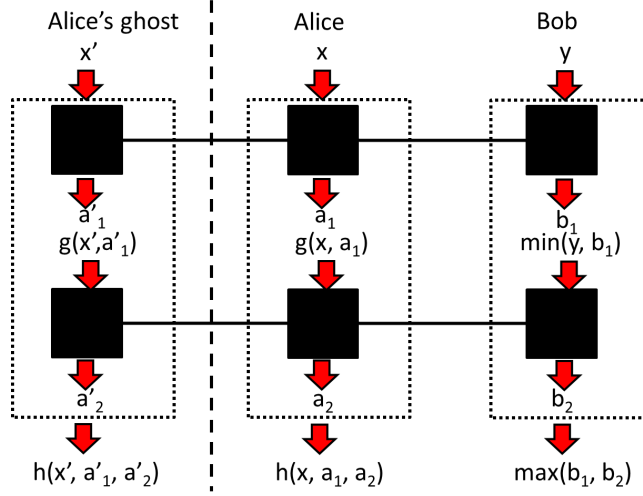 Alice's ghost Alice Bob
x' x y
a'₁ a₁ b₁
g(x',a'₁) g(x, a₁) min(y, b₁)
a'₂ a₂ b₂
h(x', a'₁, a'₂) h(x, a₁, a₂) max(b₁, b₂)